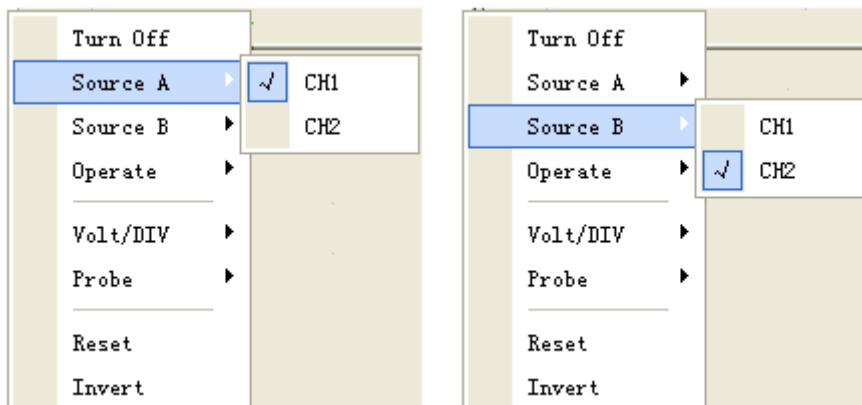 Turn Off
Source A
CH1
Source B
CH2
Operate
Volt/DIV
Probe
Reset
Invert
Turn Off
Source A
Source B
CH1
Operate
CH2
Volt/DIV
Probe
Reset
Invert